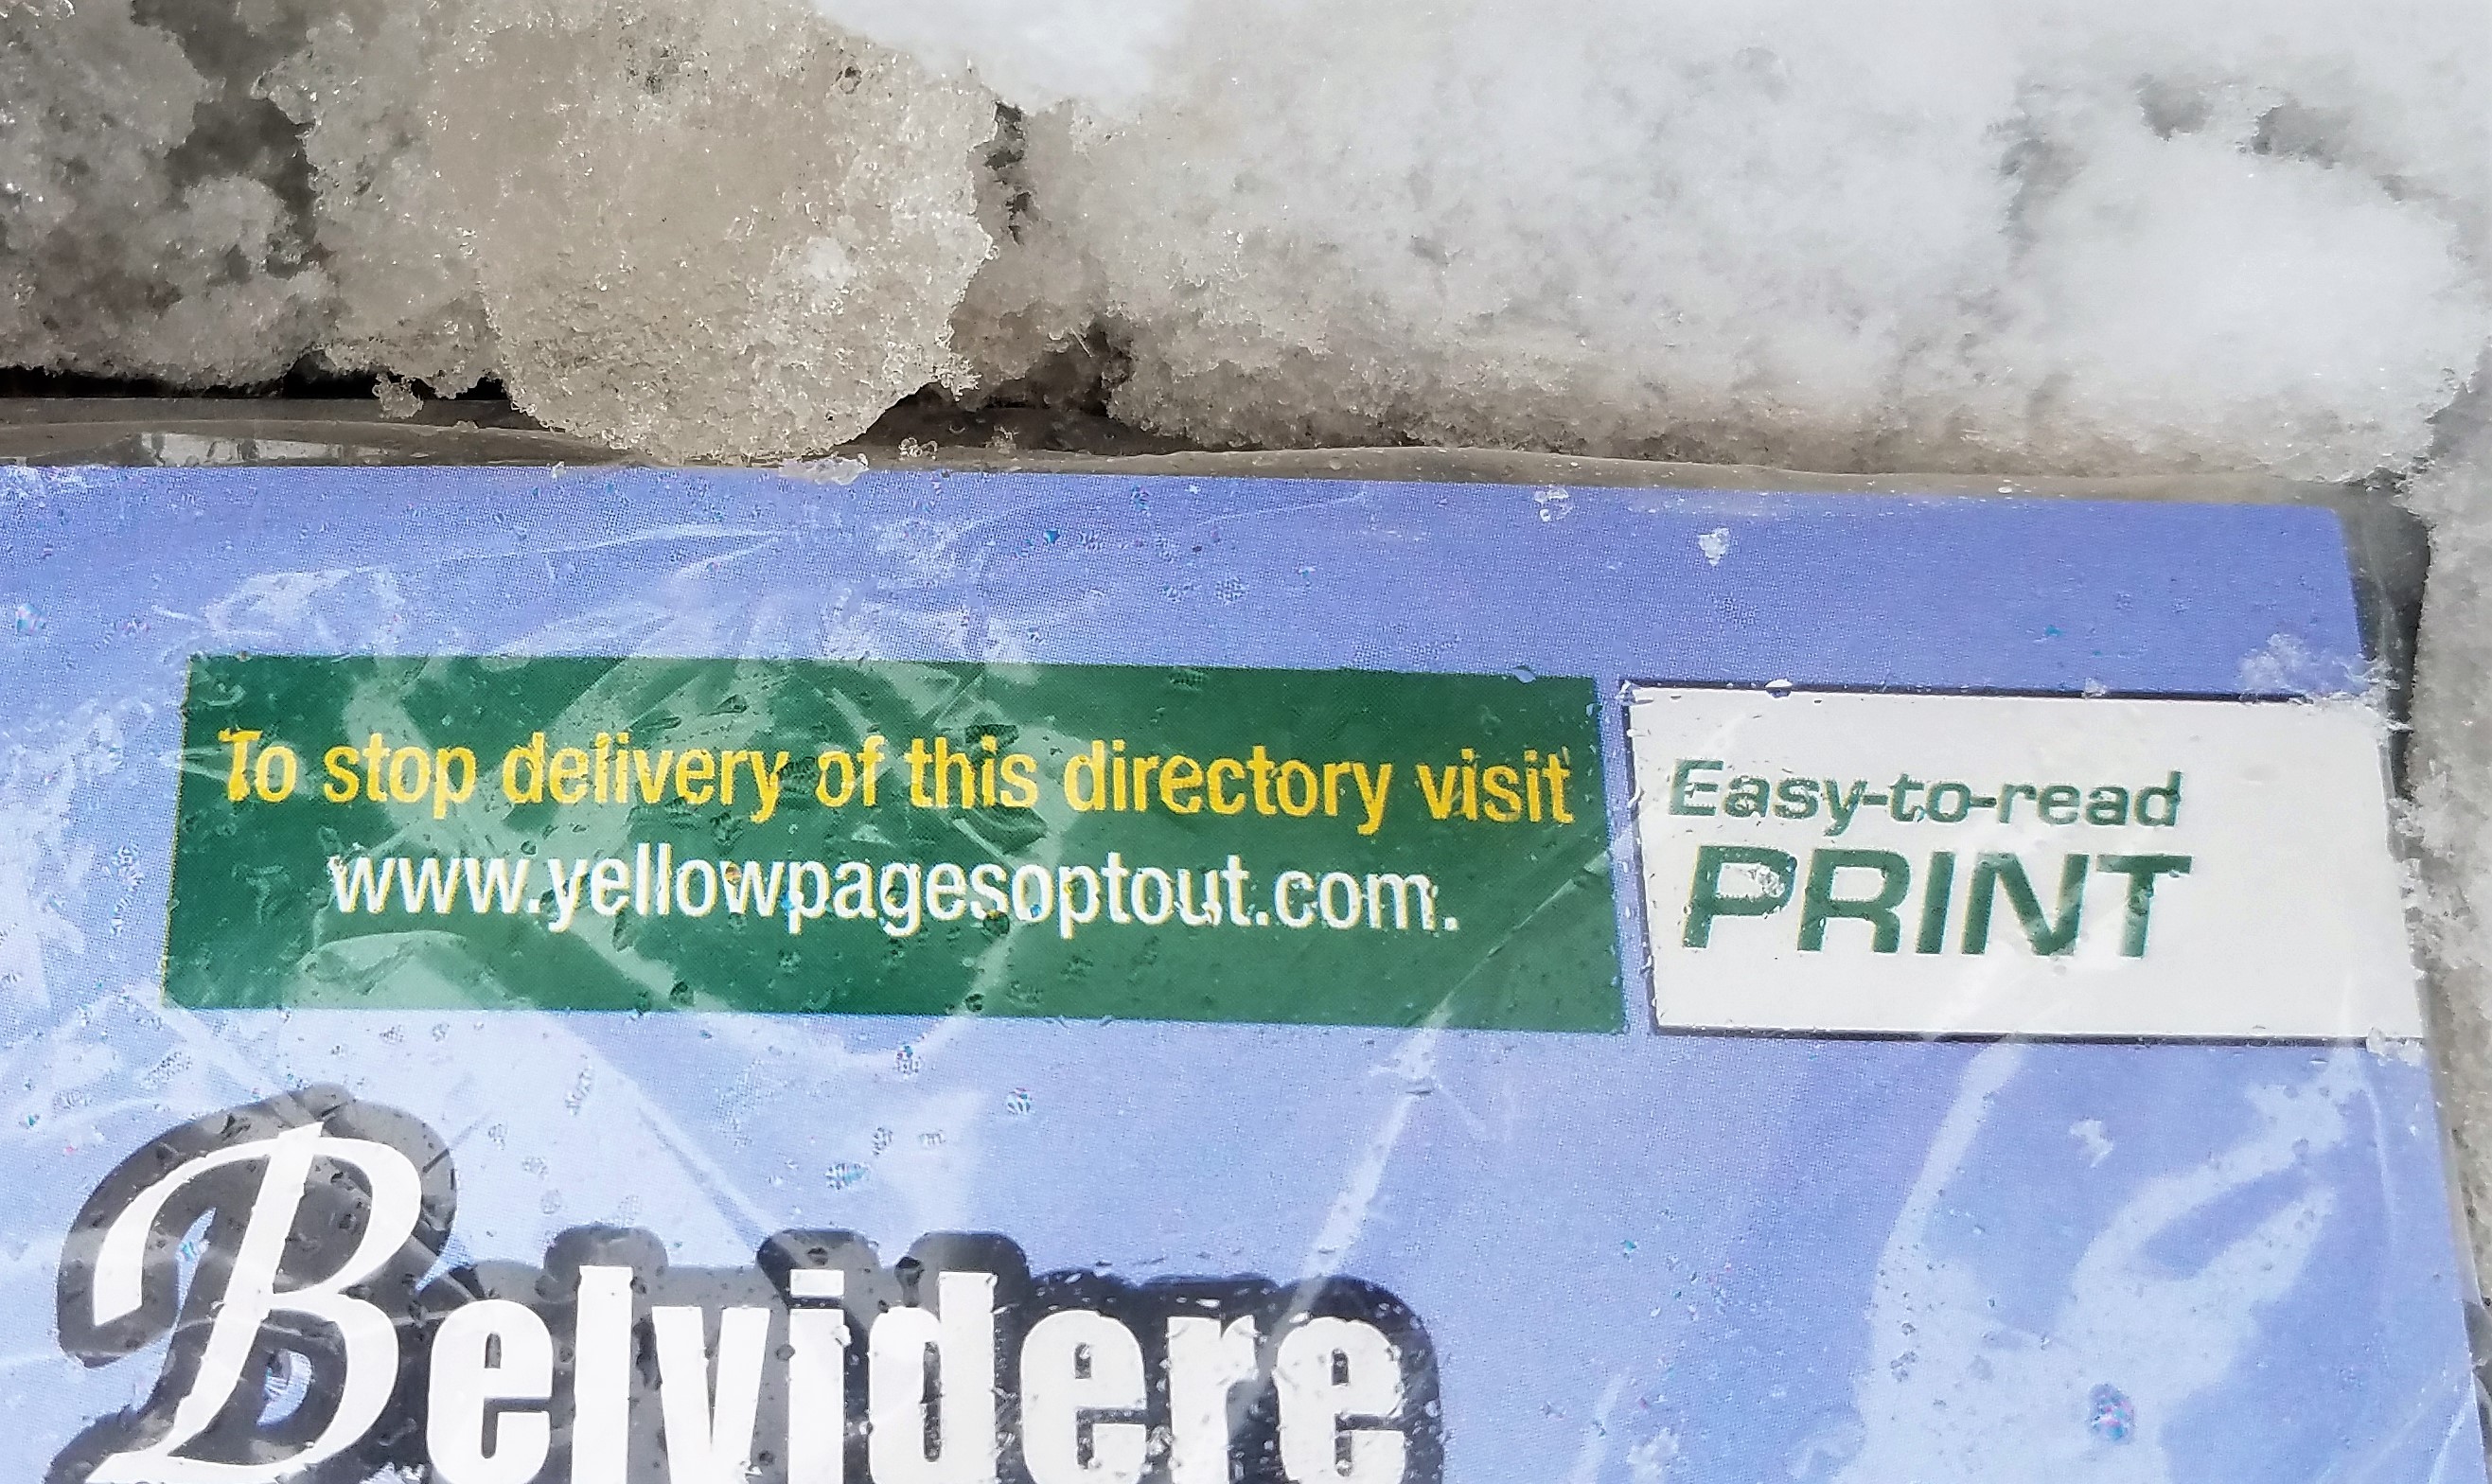 To stop delivery of this directory visit
www.yellowpagesoptout.com.
Easy-to-read
PRINT
Belvidere